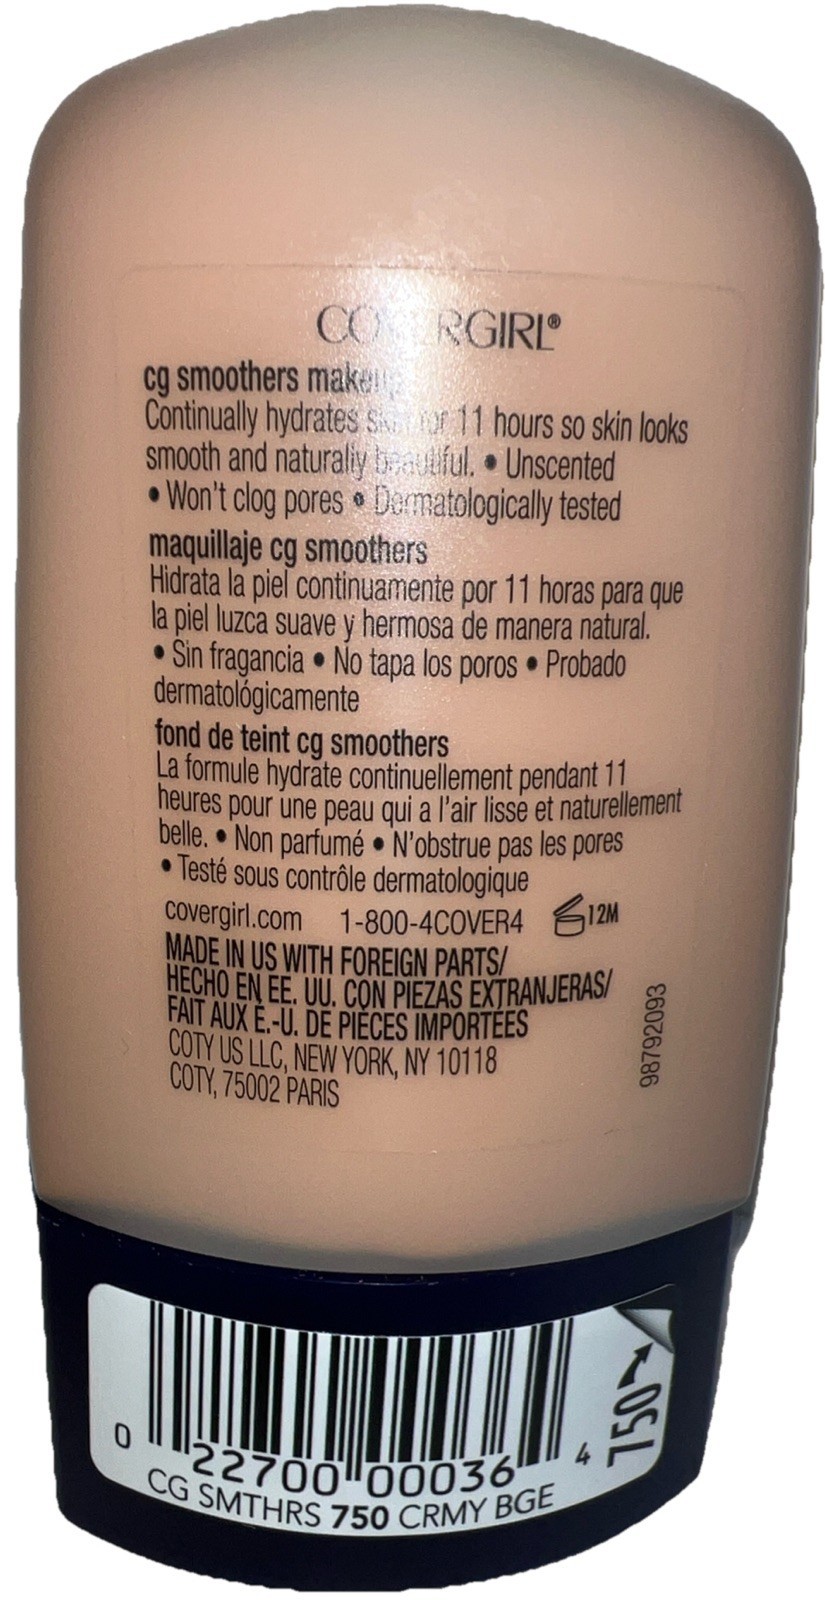 COVERGIRL®
cg smoothers makeup
Continually hydrates skin for 11 hours so skin looks
smooth and naturally beautiful. • Unscented
• Won't clog pores • Dermatologically tested
maquillaje cg smoothers
Hidrata la piel continuamente por 11 horas para que
la piel luzca suave y hermosa de manera natural.
• Sin fragancia • No tapa los poros • Probado
dermatológicamente
fond de teint cg smoothers
La formule hydrate continuellement pendant 11
heures pour une peau qui a l'air lisse et naturellement
belle. • Non parfumé • N'obstrue pas les pores
• Testé sous contrôle dermatologique
covergirl.com 1-800-4COVER4 12M
MADE IN US WITH FOREIGN PARTS/
HECHO EN EE. UU. CON PIEZAS EXTRANJERAS/
FAIT AUX É.-U. DE PIÈCES IMPORTÉES
COTY US LLC, NEW YORK, NY 10118
COTY, 75002 PARIS
98792093
0 22700 00036 4
750
CG SMTHRS 750 CRMY BGE